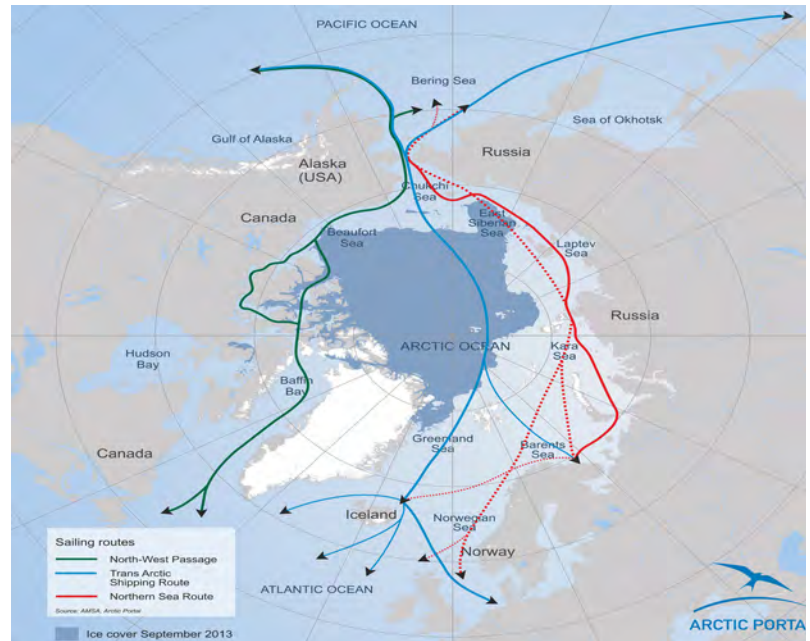 PACIFIC OCEAN
Bering Sea
Sea of Okhotsk
Gulf of Alaska
Alaska
(USA)
Russia
Chukchi
Sea
Canada
East
Siberian
Sea
Beaufort
Sea
Laptev
Sea
Russia
ARCTIC OCEAN
Kara
Sea
Hudson
Bay
Baffin
Bay
Canada
Greenland
Sea
Barents
Sea
Iceland
Norwegian
Sea
Norway
ATLANTIC OCEAN
Sailing routes
North-West Passage
Trans Arctic
Shipping Route
Northern Sea Route
Source: AMSA, Arctic Portal
Ice cover September 2013
ARCTIC PORTA